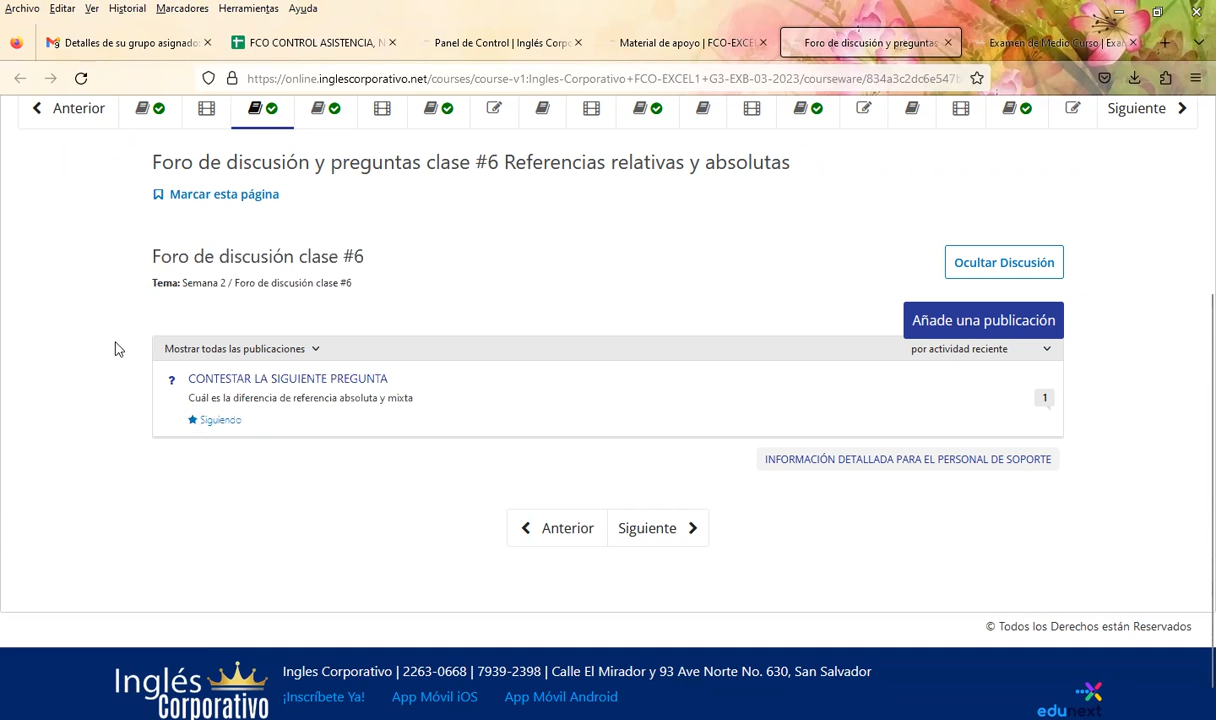 Archivo Editar Ver Historial Marcadores Herramientas Ayuda
Detalles de su grupo asignado
FCO CONTROL ASISTENCIA, N
Panel de Control | Inglés Corpo
Material de apoyo | FCO-EXCEL
Foro de discusión y preguntas
Examen de Medio Curso | Exa
https://online.inglescorporativo.net/courses/course-v1:Ingles-Corporativo+FCO-EXCEL1+G3-EXB-03-2023/courseware/834a3c2dc6e547b
Anterior
Siguiente
Foro de discusión y preguntas clase #6 Referencias relativas y absolutas
Marcar esta página
Foro de discusión clase #6
Ocultar Discusión
Tema: Semana 2 / Foro de discusión clase #6
Añade una publicación
Mostrar todas las publicaciones
por actividad reciente
? CONTESTAR LA SIGUIENTE PREGUNTA
Cuál es la diferencia de referencia absoluta y mixta
1
Siguiendo
INFORMACIÓN DETALLADA PARA EL PERSONAL DE SOPORTE
Anterior Siguiente
© Todos los Derechos están Reservados
Inglés Corporativo
Ingles Corporativo | 2263-0668 | 7939-2398 | Calle El Mirador y 93 Ave Norte No. 630, San Salvador
¡Inscríbete Ya! App Móvil iOS App Móvil Android
edunext